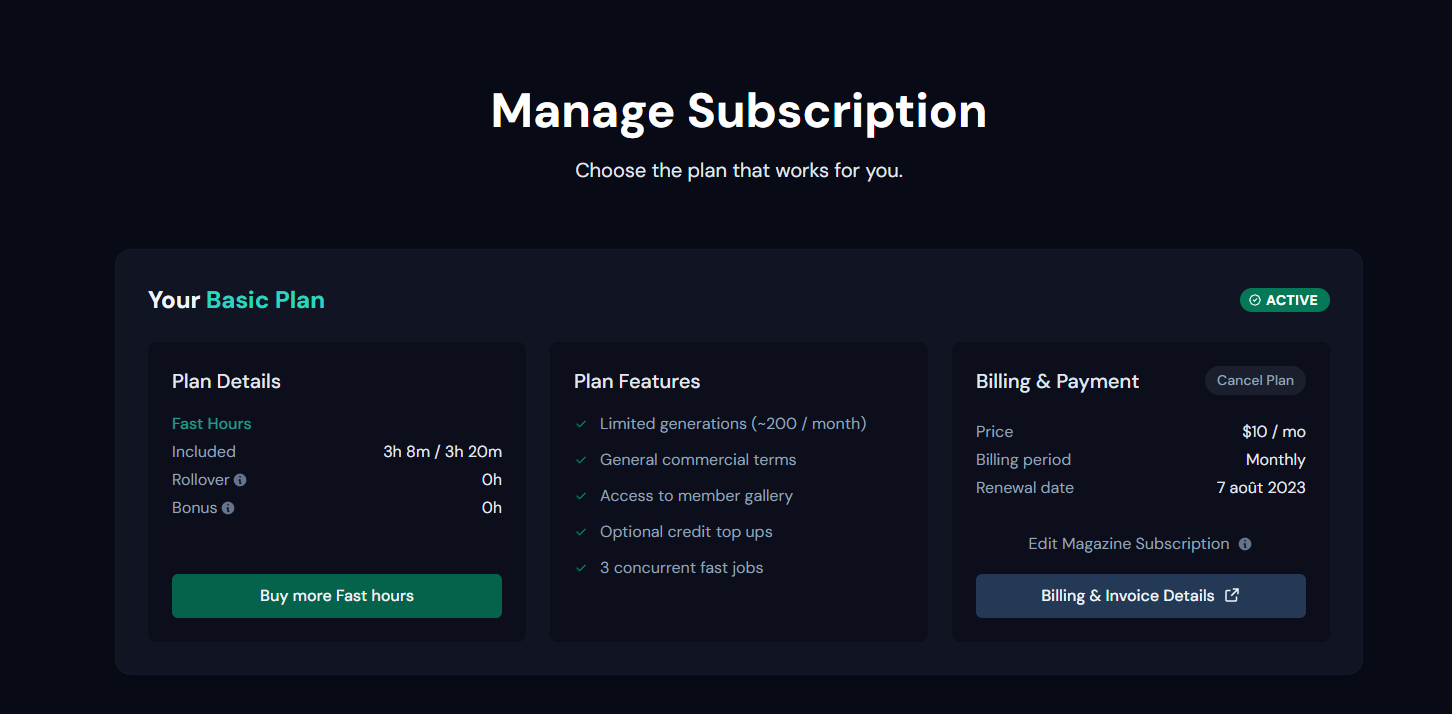 Manage Subscription
Choose the plan that works for you.
Your Basic Plan
ACTIVE
Plan Details
Fast Hours
Included 3h 8m / 3h 20m
Rollover 0h
Bonus 0h
Buy more Fast hours
Plan Features
Limited generations (~200 / month)
General commercial terms
Access to member gallery
Optional credit top ups
3 concurrent fast jobs
Billing & Payment
Cancel Plan
Price $10 / mo
Billing period Monthly
Renewal date 7 août 2023
Edit Magazine Subscription
Billing & Invoice Details